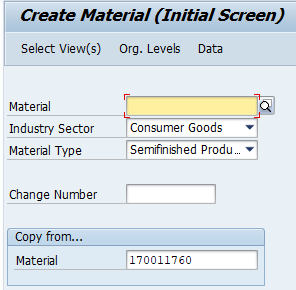 Create Material (Initial Screen)
Select View(s) Org. Levels Data
Material
Industry Sector Consumer Goods
Material Type Semifinished Produ...
Change Number
Copy from...
Material 170011760